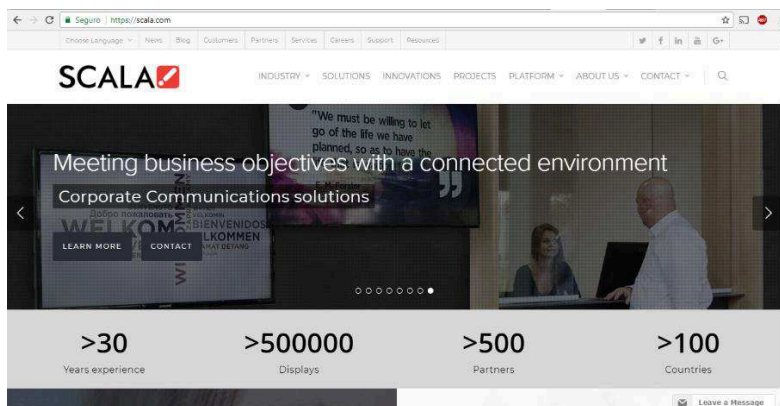 Seguro | https://scala.com
Choose Language News Blog Customers Partners Services Careers Support Resources
SCALA
INDUSTRY SOLUTIONS INNOVATIONS PROJECTS PLATFORM ABOUT US CONTACT
"We must be willing to
go of the life we have
planned, so as to have the
Meeting business objectives with a connected environment
Corporate Communications solutions
Добро пожаловать
WELKOM
BIENVENIDOS
LEARN MORE CONTACT
>30 >500000 >500 >100
Years experience Displays Partners Countries
Leave a Message